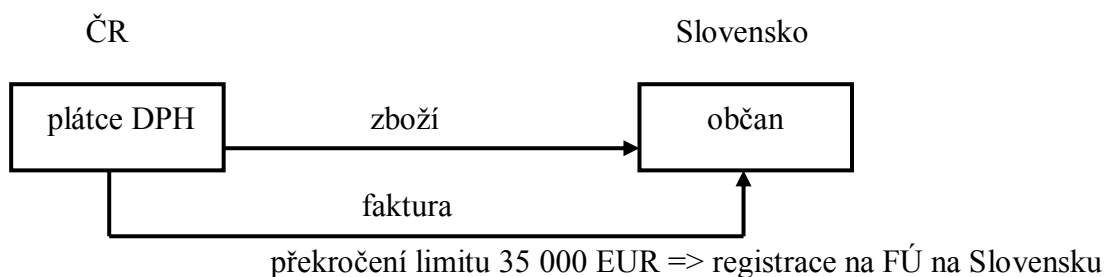 ČR Slovensko
plátce DPH zboží občan
faktura
překročení limitu 35 000 EUR => registrace na FÚ na Slovensku